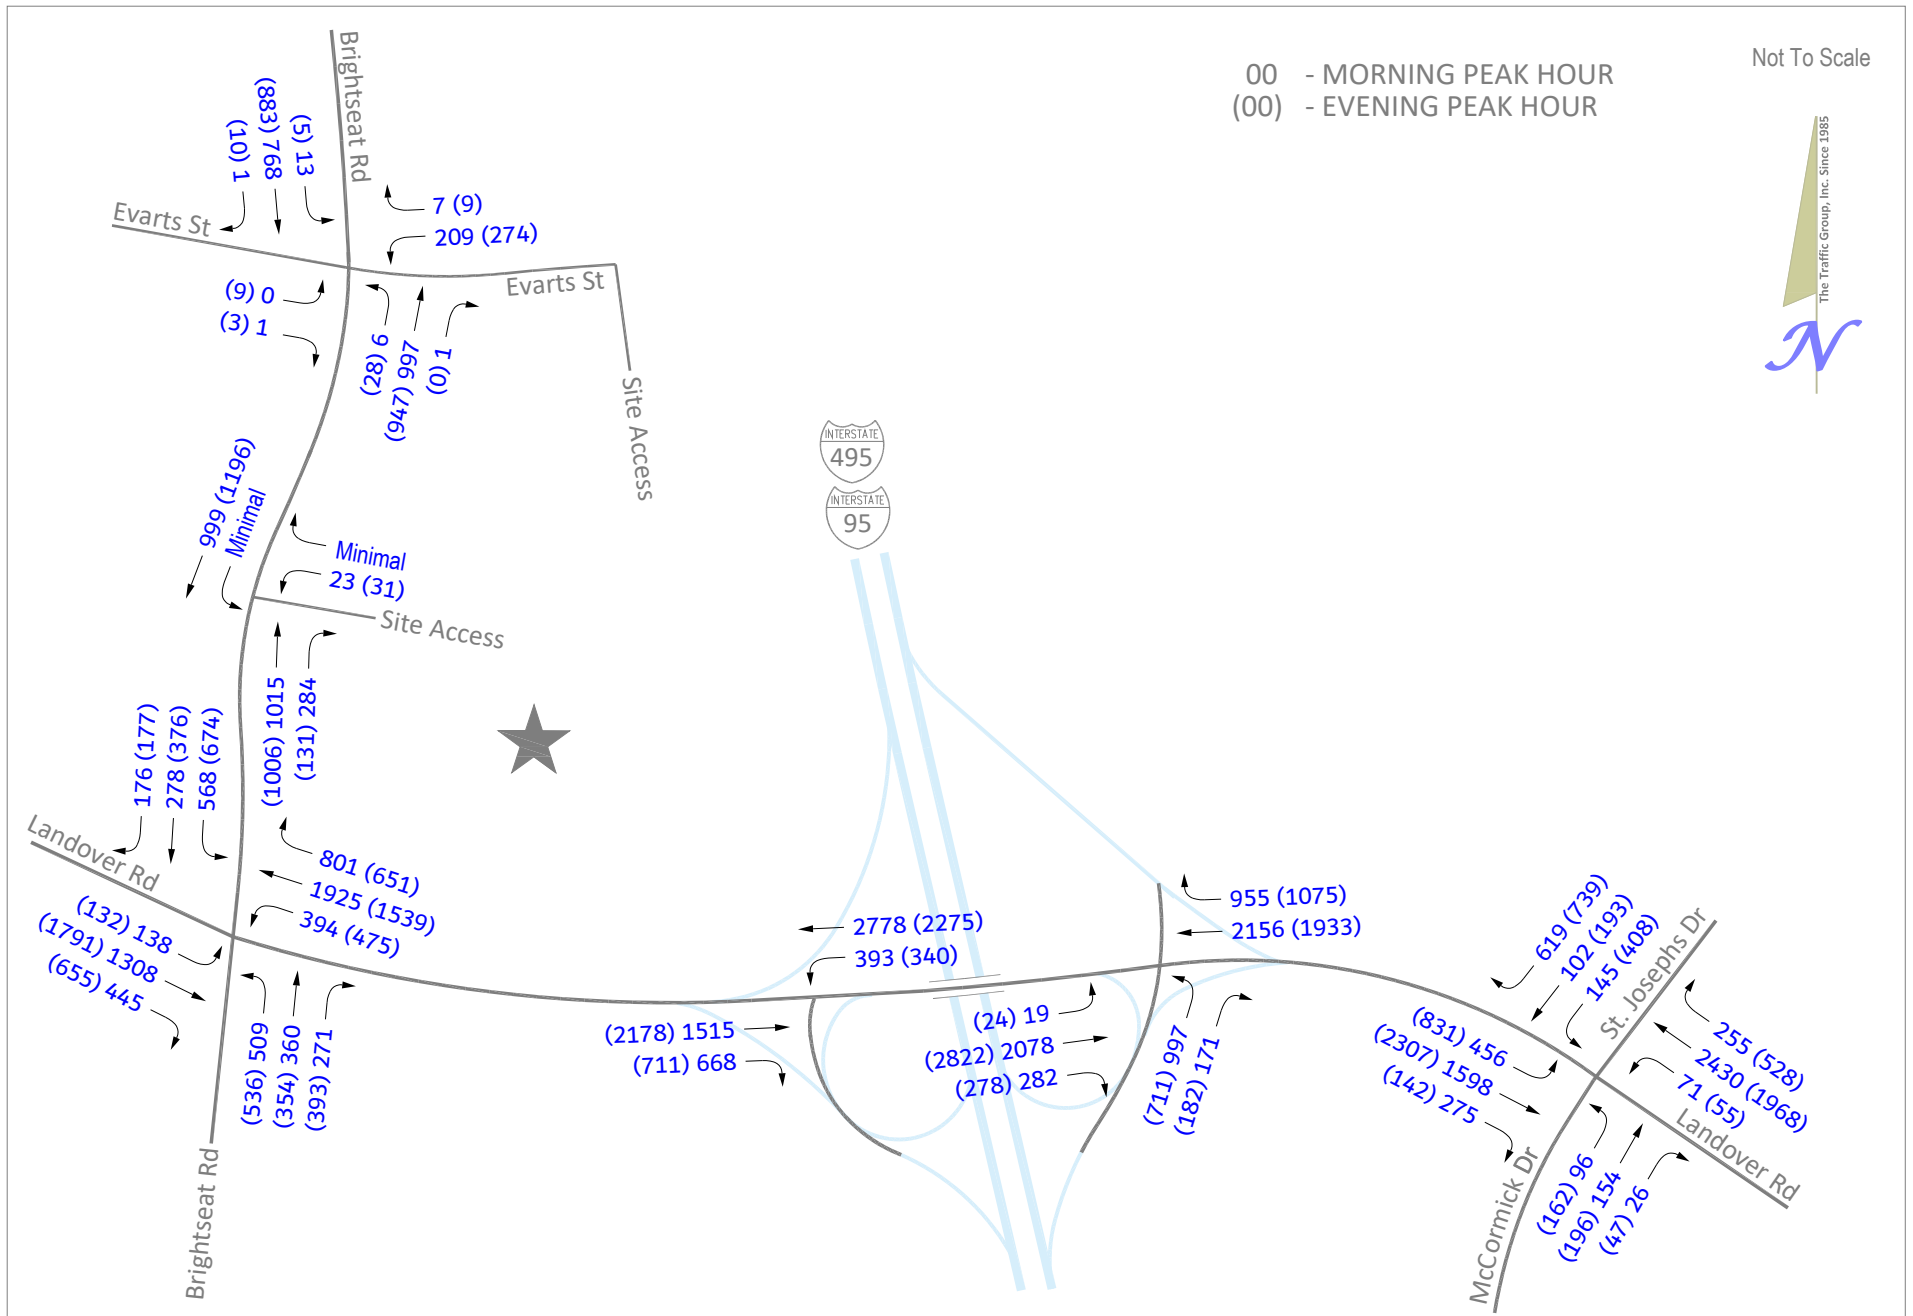 Not To Scale
00 - MORNING PEAK HOUR
(00) - EVENING PEAK HOUR
The Traffic Group, Inc. Since 1985
N
Brightseat Rd
(10) 1
(883) 768
(5) 13
7 (9)
209 (274)
Evarts St
Evarts St
(9) 0
(3) 1
(28) 6
(947) 997
(0) 1
Site Access
INTERSTATE
495
INTERSTATE
95
999 (1196)
Minimal
Minimal
23 (31)
Site Access
(1006) 1015
(131) 284
176 (177)
278 (376)
568 (674)
Landover Rd
801 (651)
1925 (1539)
394 (475)
(132) 138
(1791) 1308
(655) 445
(536) 509
(354) 360
(393) 271
Brightseat Rd
2778 (2275)
393 (340)
(2178) 1515
(711) 668
955 (1075)
2156 (1933)
(24) 19
(2822) 2078
(278) 282
(711) 997
(182) 171
619 (739)
102 (193)
145 (408)
St. Josephs Dr
(831) 456
(2307) 1598
(142) 275
255 (528)
2430 (1968)
71 (55)
Landover Rd
(162) 96
(196) 154
(47) 26
McCormick Dr